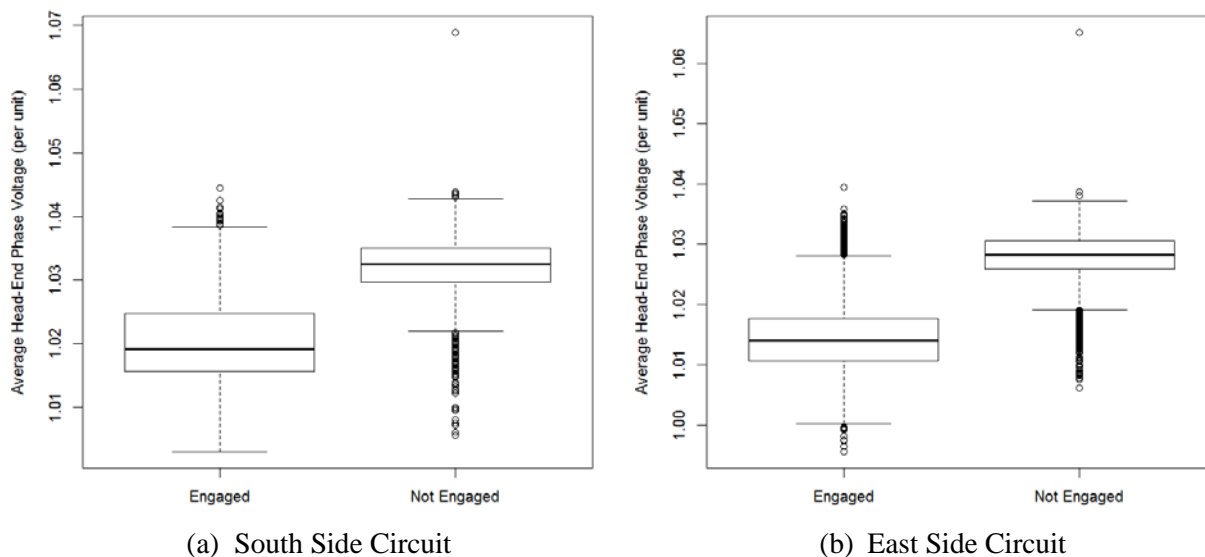 Average Head-End Phase Voltage (per unit)
1.07
1.06
1.05
1.04
1.03
1.02
1.01
Engaged
Not Engaged
(a) South Side Circuit
Average Head-End Phase Voltage (per unit)
1.06
1.05
1.04
1.03
1.02
1.01
1.00
Engaged
Not Engaged
(b) East Side Circuit